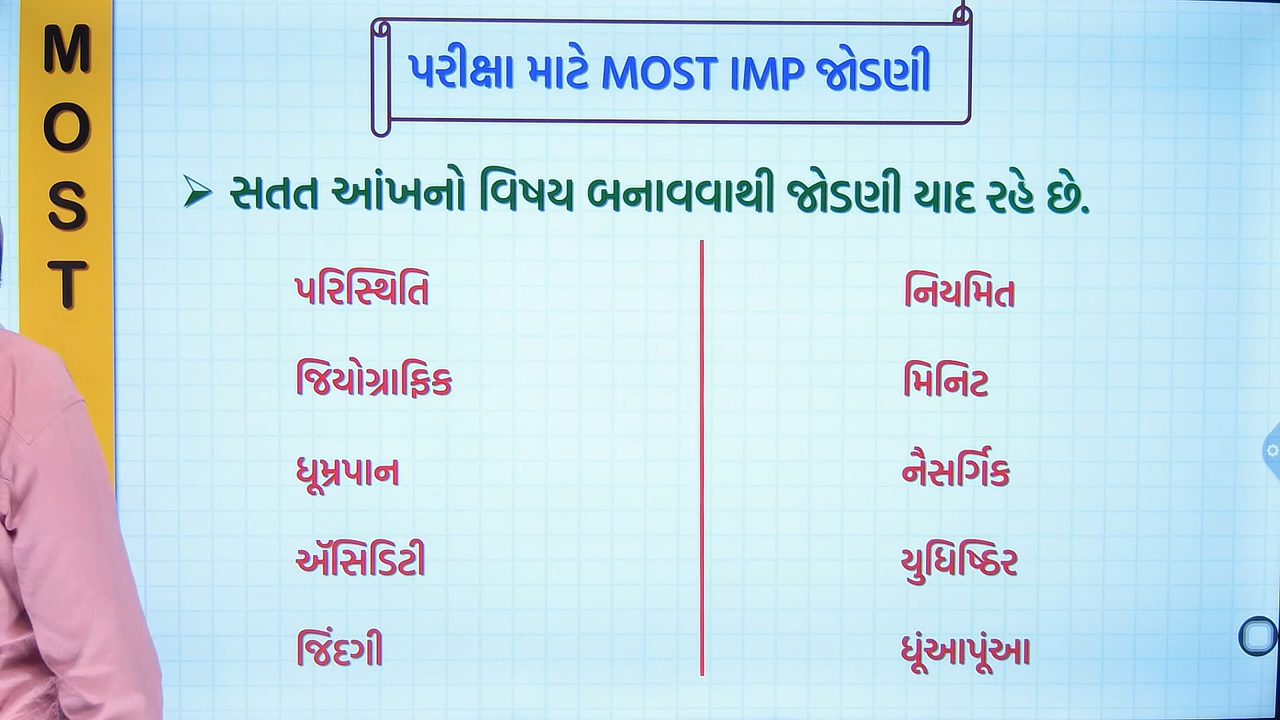 MOST
પરીક્ષા માટે MOST IMP જોડણી
➢ સતત આંખનો વિષય બનાવવાથી જોડણી યાદ રહે છે.
પરિસ્થિતિ
જિયોગ્રાફિક
ધૂમ્રપાન
ઍસિડિટી
જિંદગી
નિયમિત
મિનિટ
નૈસર્ગિક
યુધિષ્ઠિર
ધૂંઆપૂંઆ